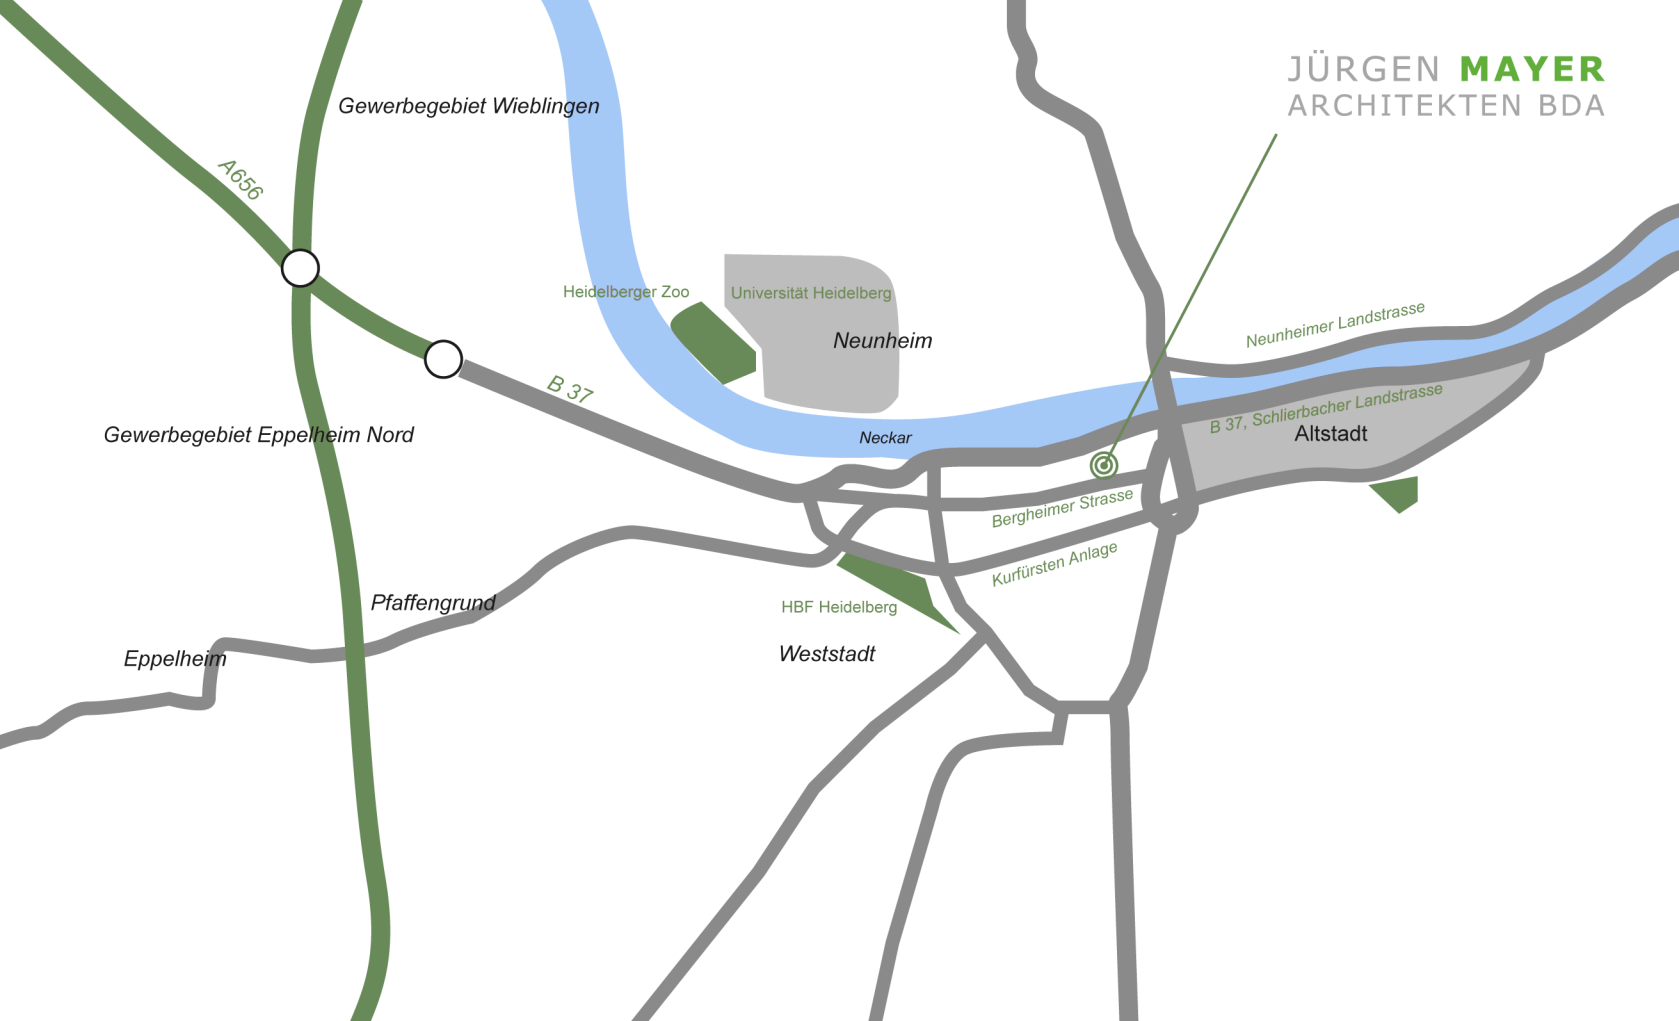 JÜRGEN MAYER
ARCHITEKTEN BDA
Gewerbegebiet Wieblingen
A656
Heidelberger Zoo
Universität Heidelberg
Neunheim
Neunheimer Landstrasse
B 37
B 37, Schlierbacher Landstrasse
Gewerbegebiet Eppelheim Nord
Neckar
Altstadt
Bergheimer Strasse
Kurfürsten Anlage
Pfaffengrund
HBF Heidelberg
Eppelheim
Weststadt